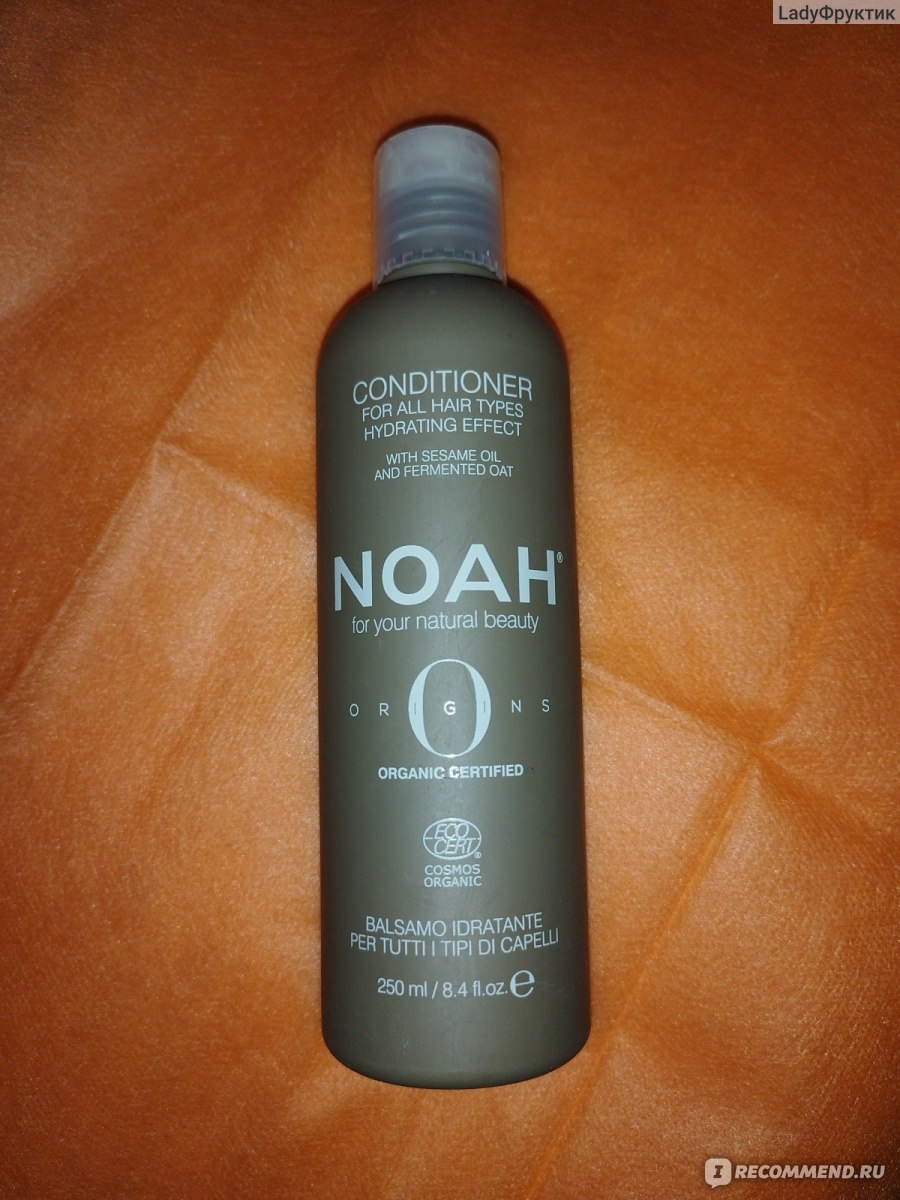 LadyФруктик
CONDITIONER
FOR ALL HAIR TYPES
HYDRATING EFFECT
WITH SESAME OIL
AND FERMENTED OAT
NOAH®
for your natural beauty
ORIGINS
ORGANIC CERTIFIED
ECO
CERT®
COSMOS
ORGANIC
BALSAMO IDRATANTE
PER TUTTI I TIPI DI CAPELLI
250 ml / 8.4 fl.oz. ℮
IRECOMMEND.RU